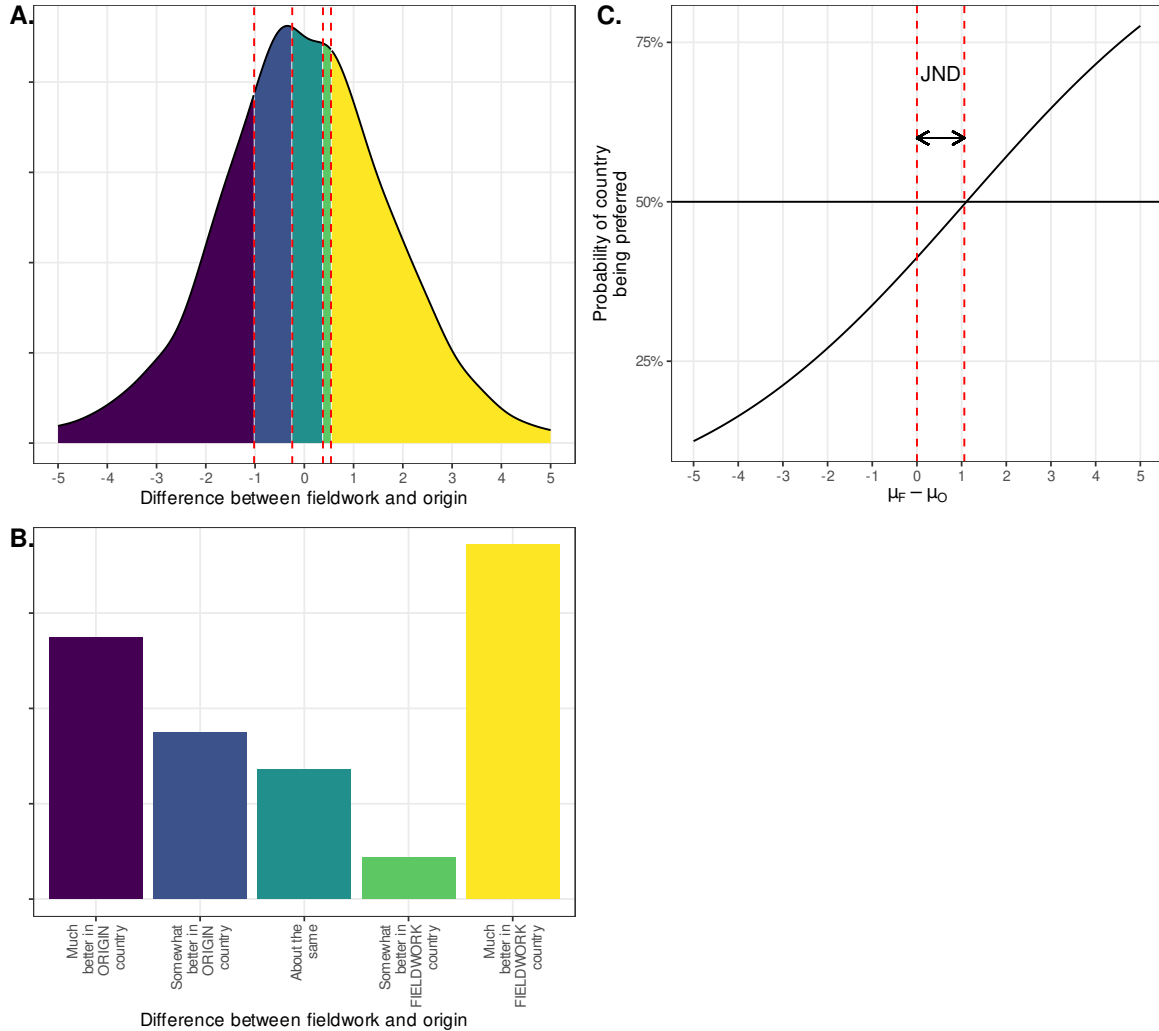 A.
-5 -4 -3 -2 -1 0 1 2 3 4 5
Difference between fieldwork and origin
B.
Much
better in
ORIGIN
country
Somewhat
better in
ORIGIN
country
About the
same
Somewhat
better in
FIELDWORK
country
Much
better in
FIELDWORK
country
Difference between fieldwork and origin
C.
75%
50%
25%
Probability of country
being preferred
JND
-5 -4 -3 -2 -1 0 1 2 3 4 5
μF − μO